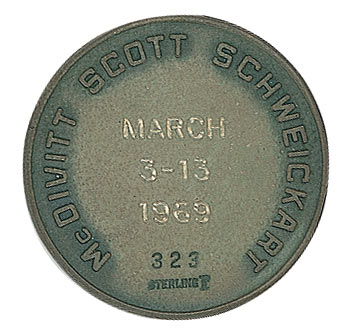 McDIVITT SCOTT SCHWEICKART
MARCH
3-13
1969
323
STERLING